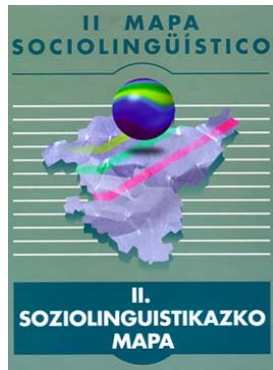 II MAPA
SOCIOLINGÜÍSTICO
II.
SOZIOLINGUISTIKAZKO
MAPA